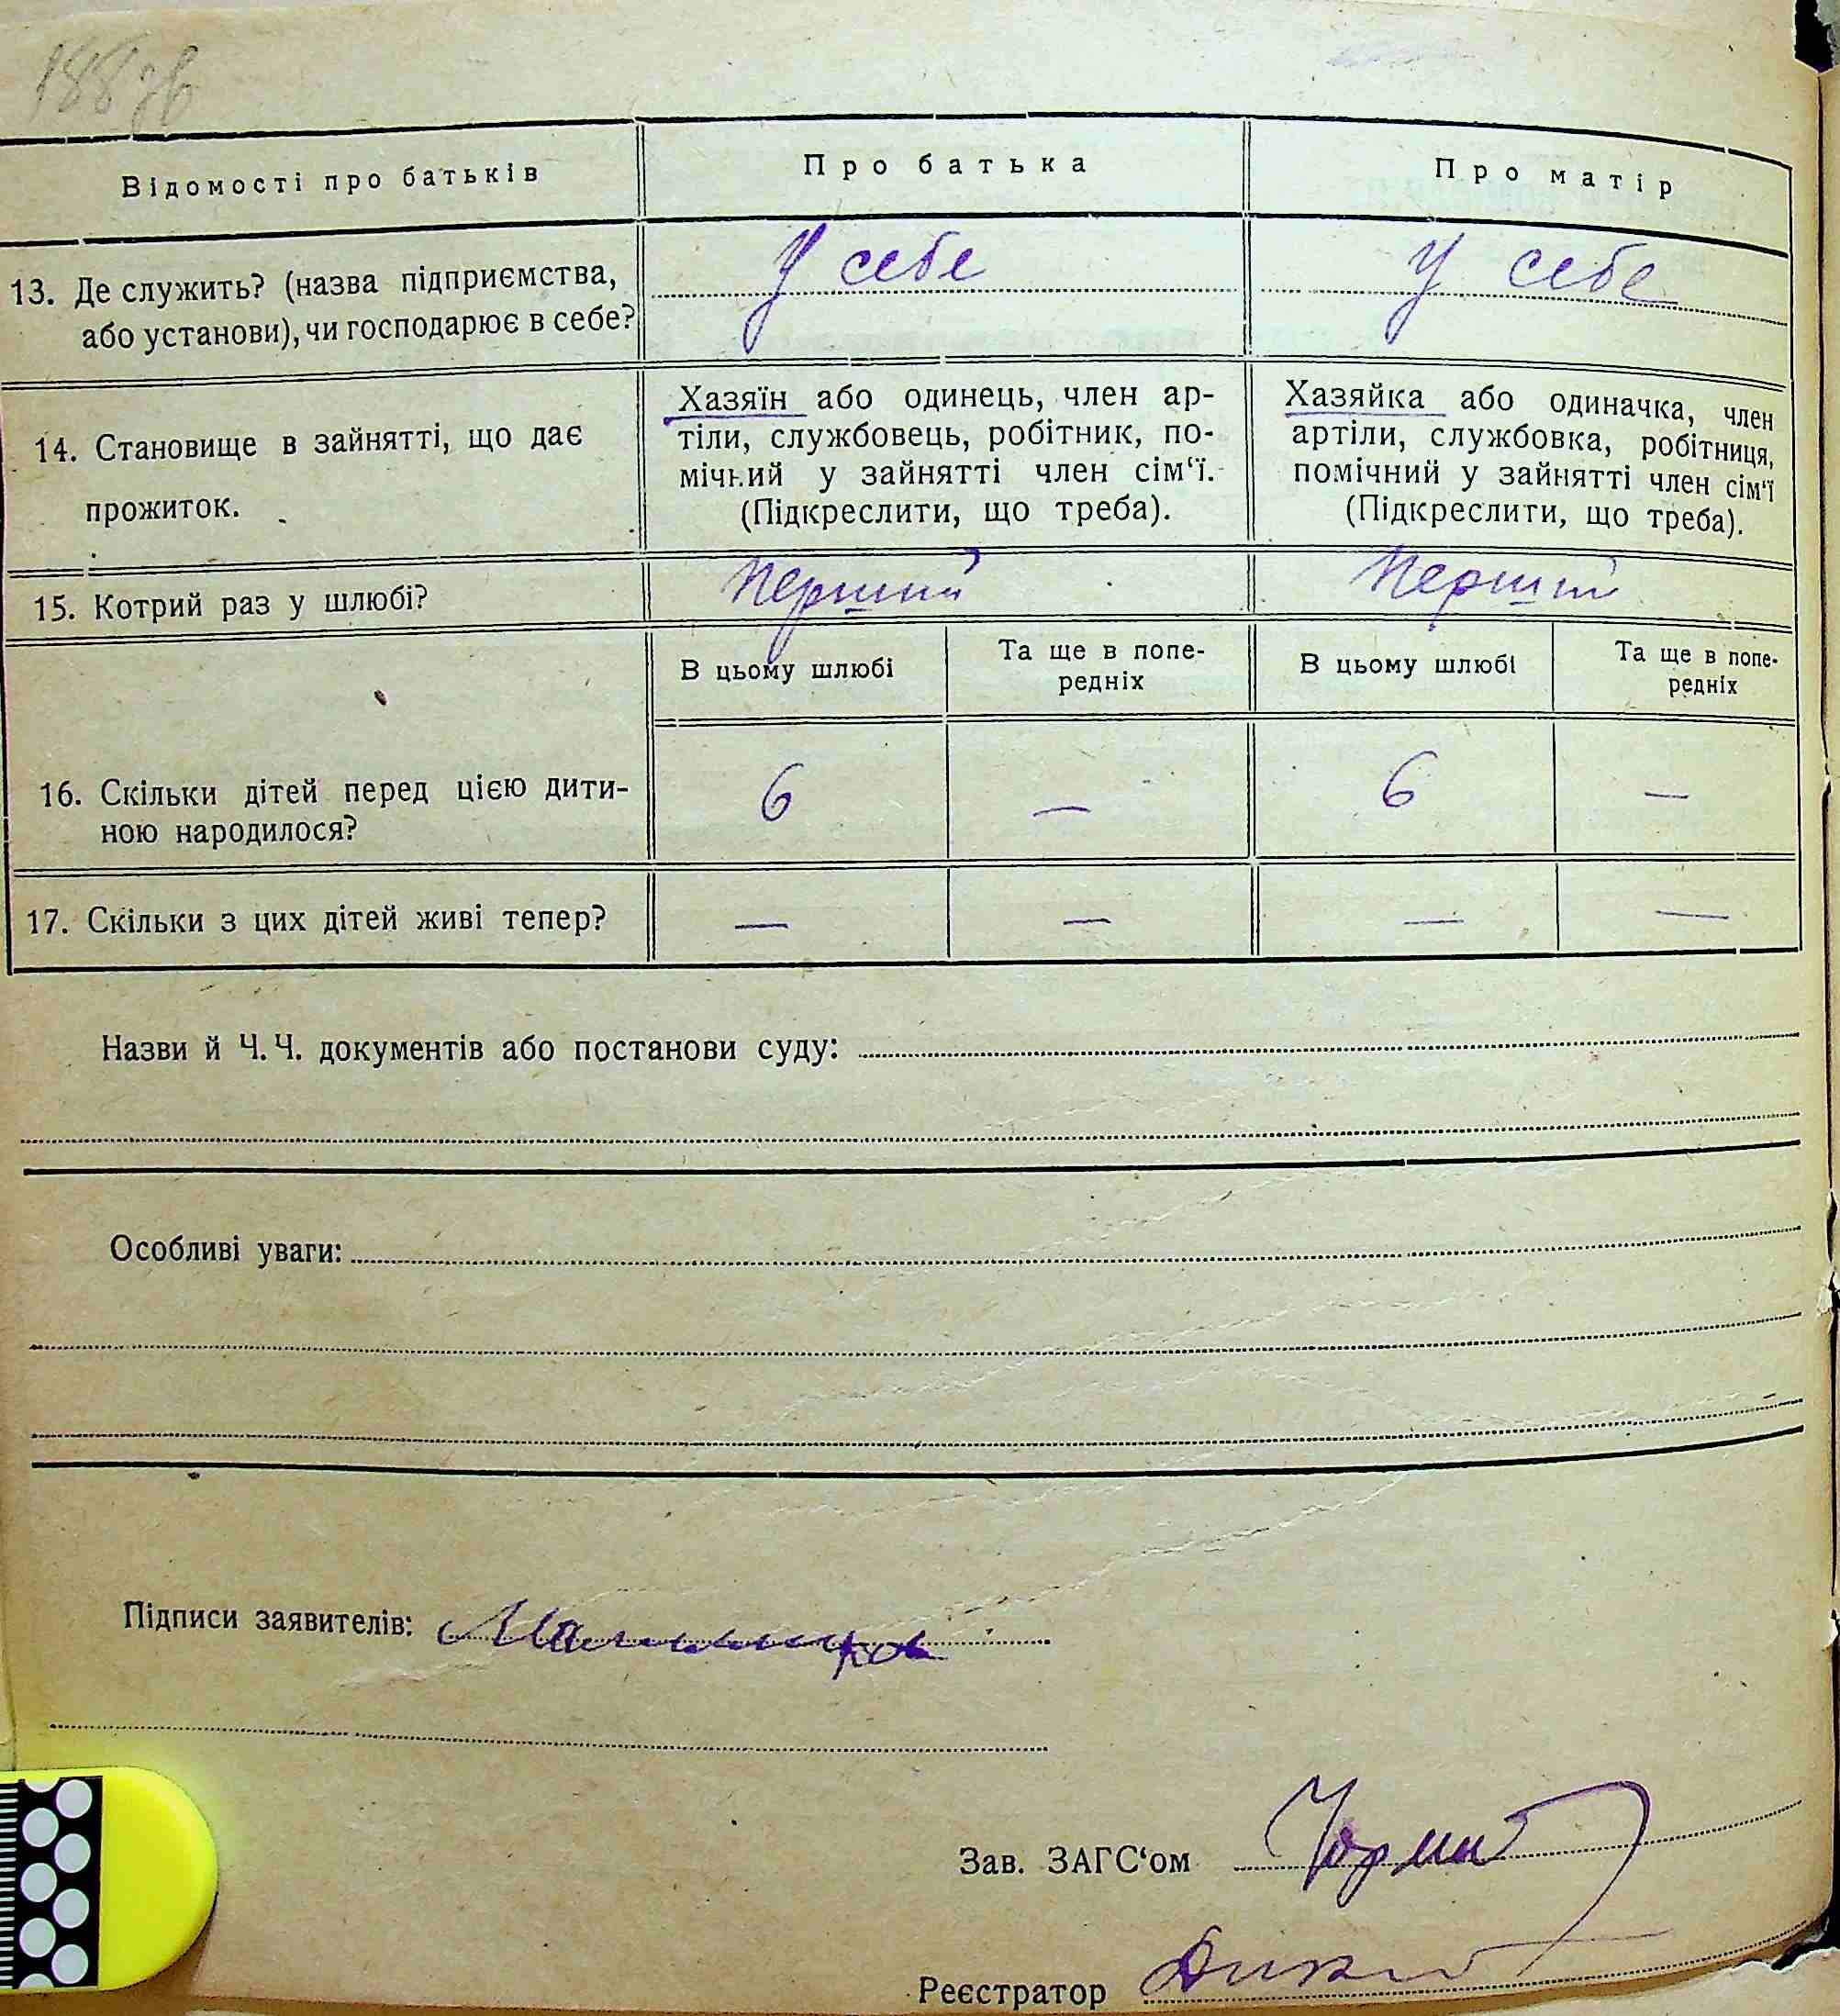 188 зв
Відомості про батьків
Про батька
Про матір
13. Де служить? (назва підприємства,
або установи), чи господарює в себе?
У себе
У себе
14. Становище в зайнятті, що дає
прожиток.
Хазяїн або одинець, член ар-
тіли, службовець, робітник, по-
мічний у зайнятті член сім‘ї.
(Підкреслити, що треба).
Хазяйка або одиначка, член
артіли, службовка, робітниця,
помічний у зайнятті член сім‘ї
(Підкреслити, що треба).
15. Котрий раз у шлюбі?
Перший
Перший
В цьому шлюбі
Та ще в попе-
редніх
В цьому шлюбі
Та ще в попе-
редніх
16. Скільки дітей перед цією дити-
ною народилося?
6
—
6
—
17. Скільки з цих дітей живі тепер?
—
—
—
—
Назви й Ч. Ч. документів або постанови суду:
Особливі уваги:
Підписи заявителів:
Зав. ЗАГС‘ом
Реєстратор